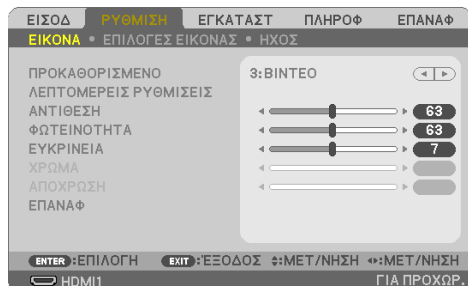 ΕΙΣΟΔ ΡΥΘΜΙΣΗ ΕΓΚΑΤΑΣΤ ΠΛΗΡΟΦ ΕΠΑΝΑΦ
ΕΙΚΟΝΑ • ΕΠΙΛΟΓΕΣ ΕΙΚΟΝΑΣ • ΗΧΟΣ
ΠΡΟΚΑΘΟΡΙΣΜΕΝΟ 3:ΒΙΝΤΕΟ
ΛΕΠΤΟΜΕΡΕΙΣ ΡΥΘΜΙΣΕΙΣ
ΑΝΤΙΘΕΣΗ 63
ΦΩΤΕΙΝΟΤΗΤΑ 63
ΕΥΚΡΙΝΕΙΑ 7
ΧΡΩΜΑ
ΑΠΟΧΡΩΣΗ
ΕΠΑΝΑΦ
ENTER:ΕΠΙΛΟΓΗ EXIT:ΈΞΟΔΟΣ :ΜΕΤ/ΝΗΣΗ :ΜΕΤ/ΝΗΣΗ
HDMI1 ΓΙΑ ΠΡΟΧΩΡ.